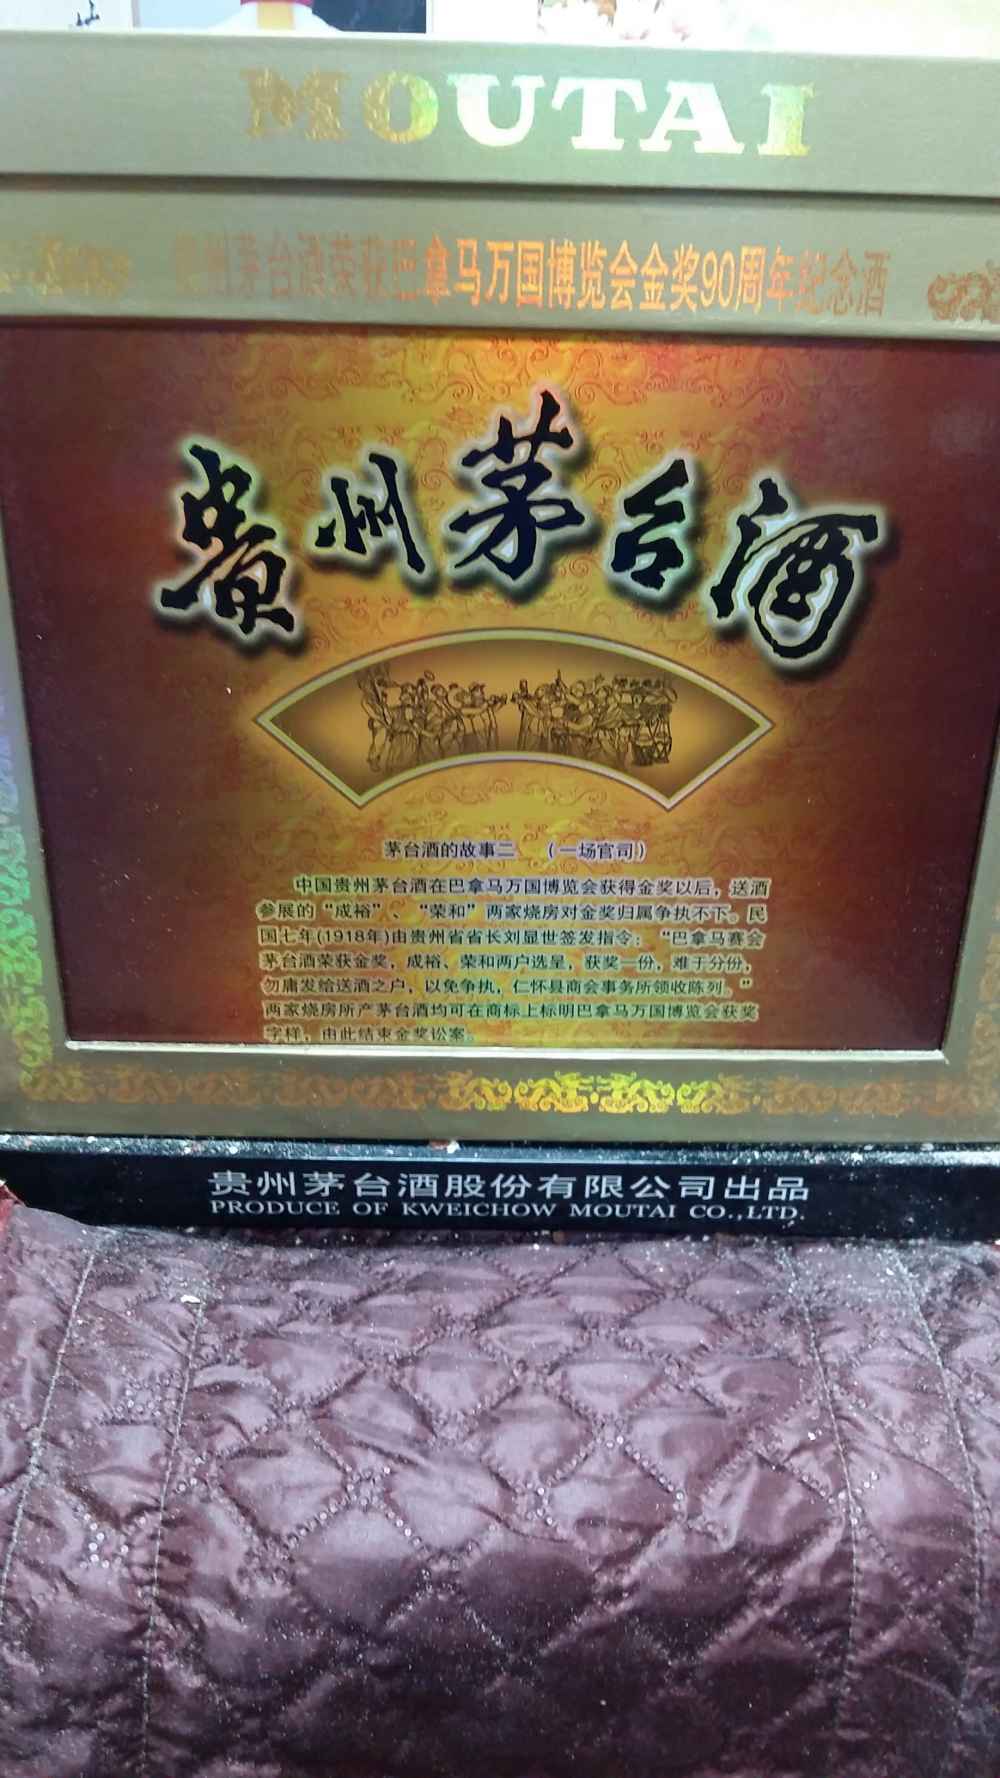 MOUTAI
贵州茅台酒荣获巴拿马万国博览会金奖90周年纪念酒
贵州茅台酒
茅台酒的故事二 （一场官司）
中国贵州茅台酒在巴拿马万国博览会获得金奖以后，送酒
参展的“成裕”、“荣和”两家烧房对金奖归属争执不下。民
国七年(1918年)由贵州省省长刘显世签发指令：“巴拿马赛会
茅台酒荣获金奖，成裕、荣和两户选呈，获奖一份，难于分份，
勿庸发给送酒之户，以免争执，仁怀县商会事务所领收陈列。”
两家烧房所产茅台酒均可在商标上标明巴拿马万国博览会获奖
字样，由此结束金奖讼案。
贵州茅台酒股份有限公司出品
PRODUCE OF KWEICHOW MOUTAI CO.,LTD.